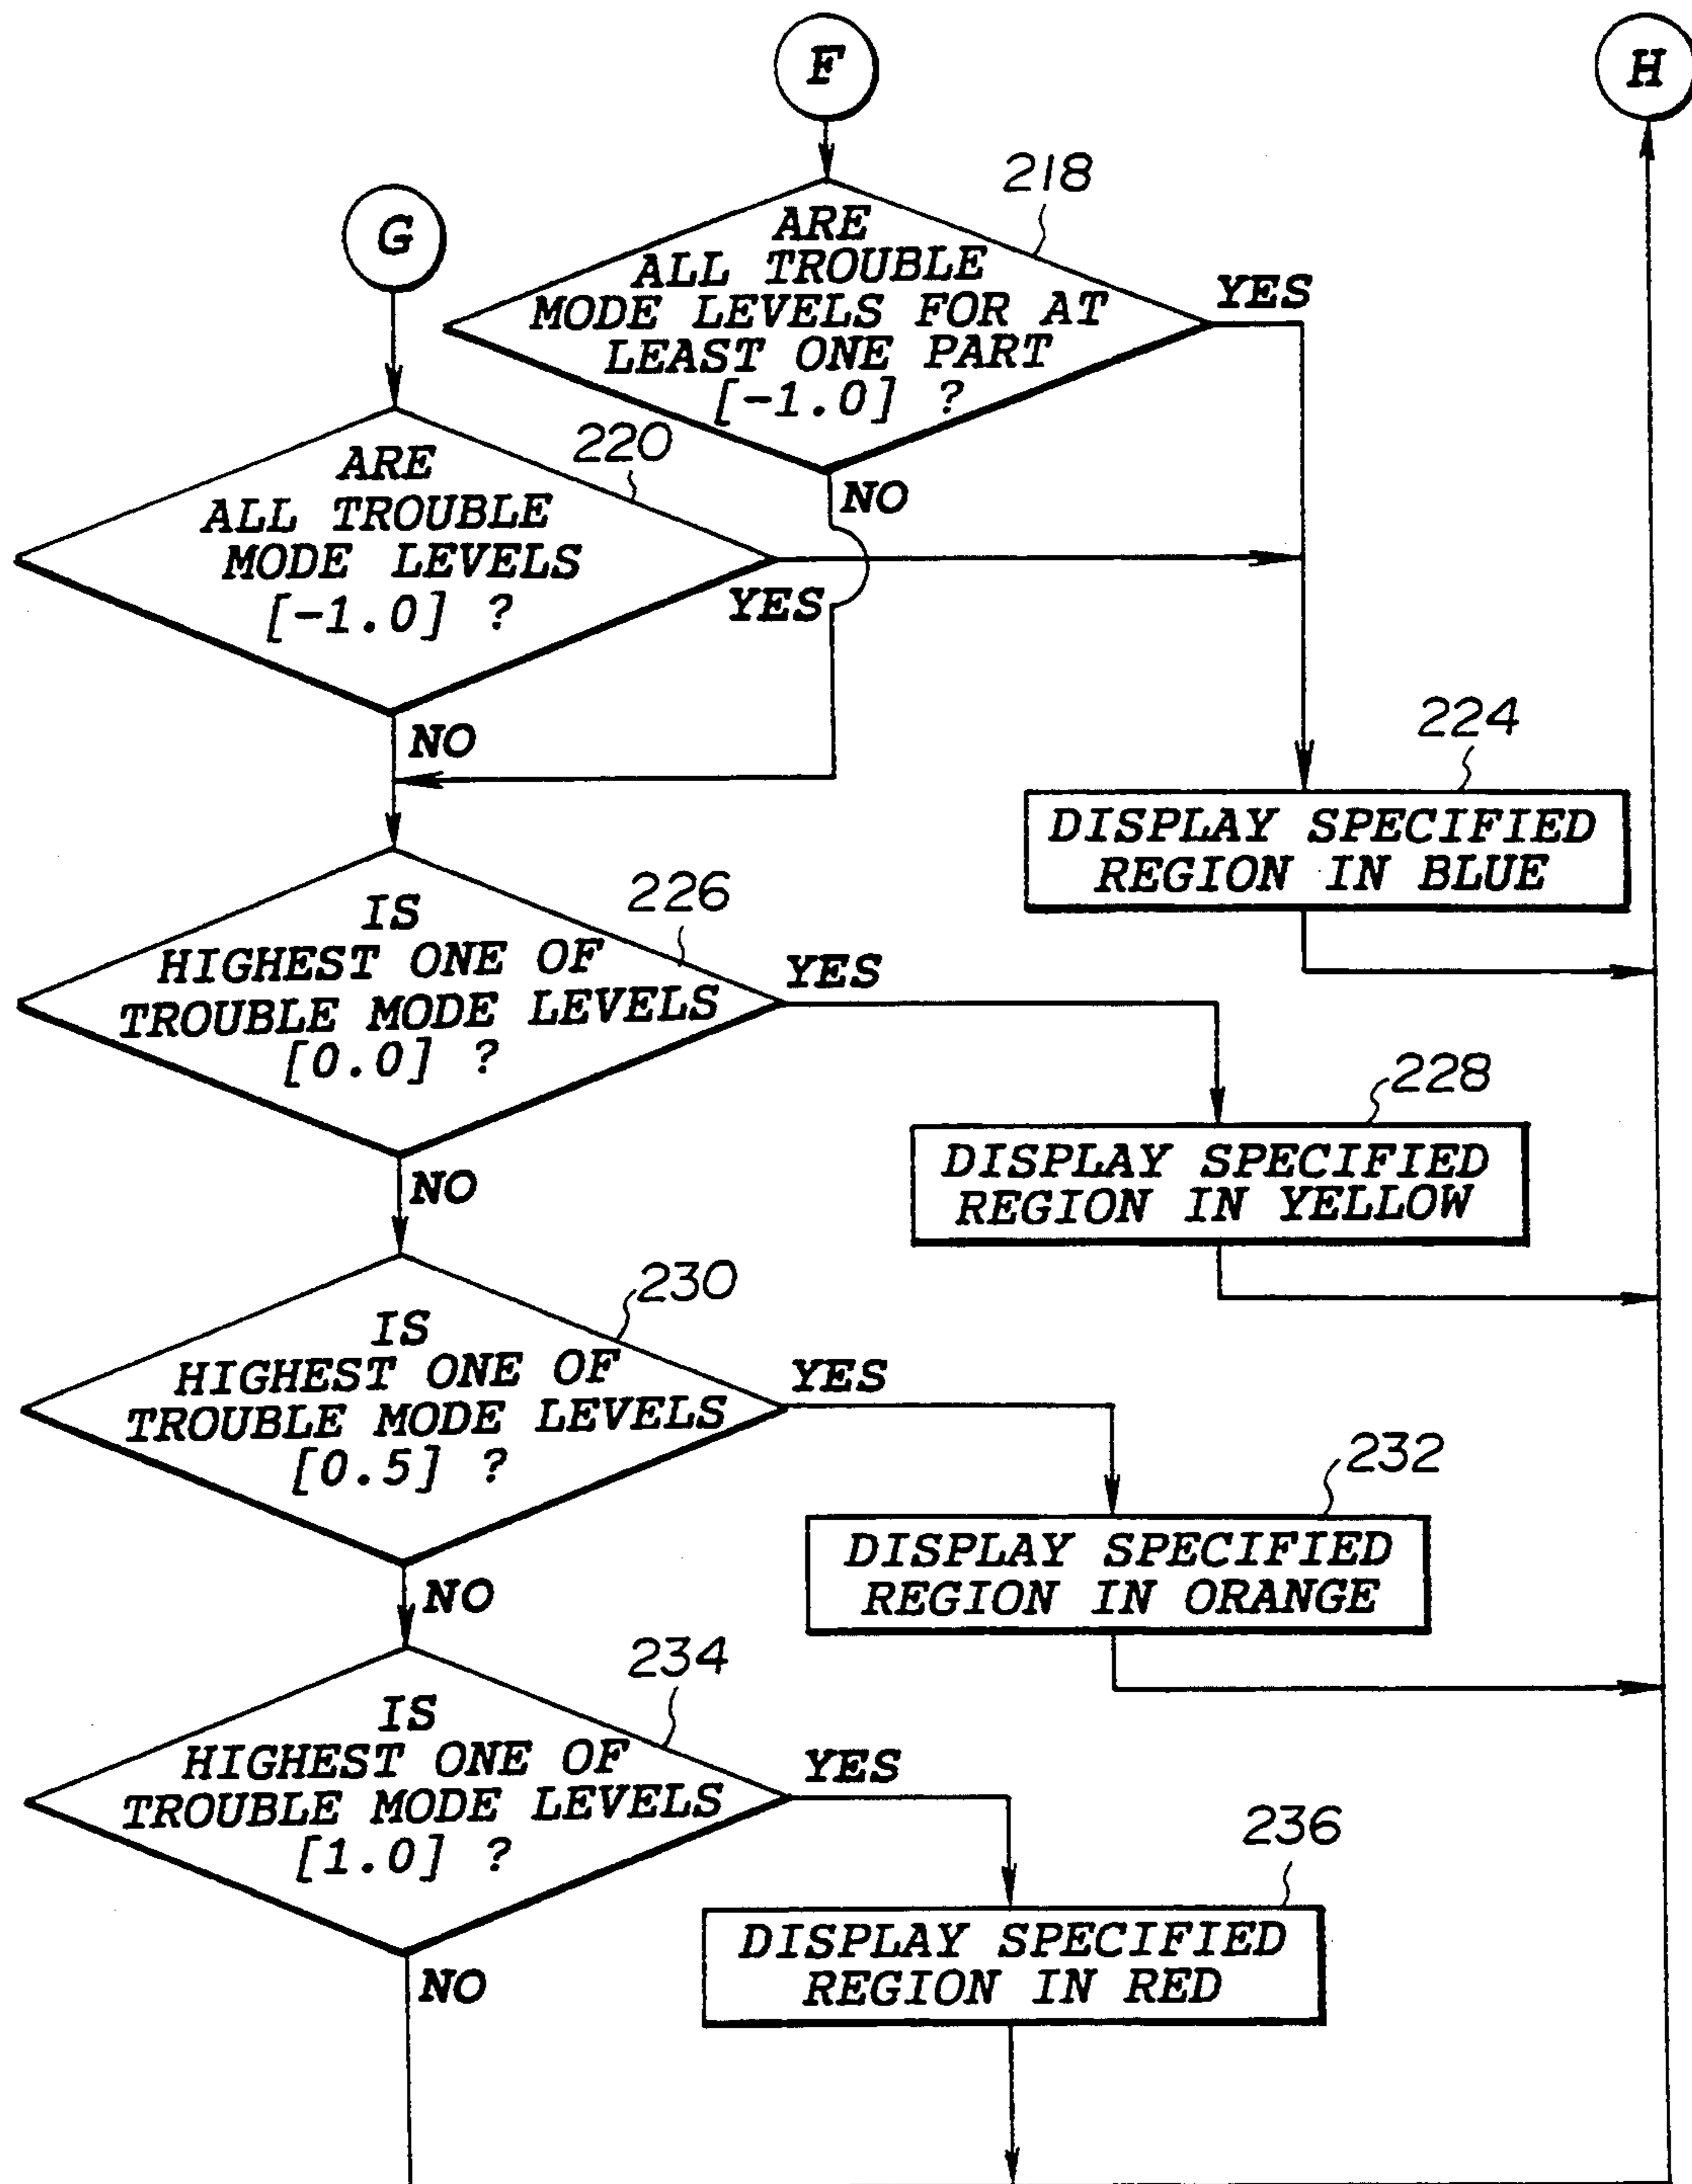 F
H
218
G
ARE
ALL TROUBLE
MODE LEVELS FOR AT
LEAST ONE PART
[-1.0] ?
YES
220
NO
ARE
ALL TROUBLE
MODE LEVELS
[-1.0] ?
YES
NO
224
DISPLAY SPECIFIED
REGION IN BLUE
226
IS
HIGHEST ONE OF
TROUBLE MODE LEVELS
[0.0] ?
YES
228
DISPLAY SPECIFIED
REGION IN YELLOW
NO
230
IS
HIGHEST ONE OF
TROUBLE MODE LEVELS
[0.5] ?
YES
232
DISPLAY SPECIFIED
REGION IN ORANGE
NO
234
IS
HIGHEST ONE OF
TROUBLE MODE LEVELS
[1.0] ?
YES
236
DISPLAY SPECIFIED
REGION IN RED
NO